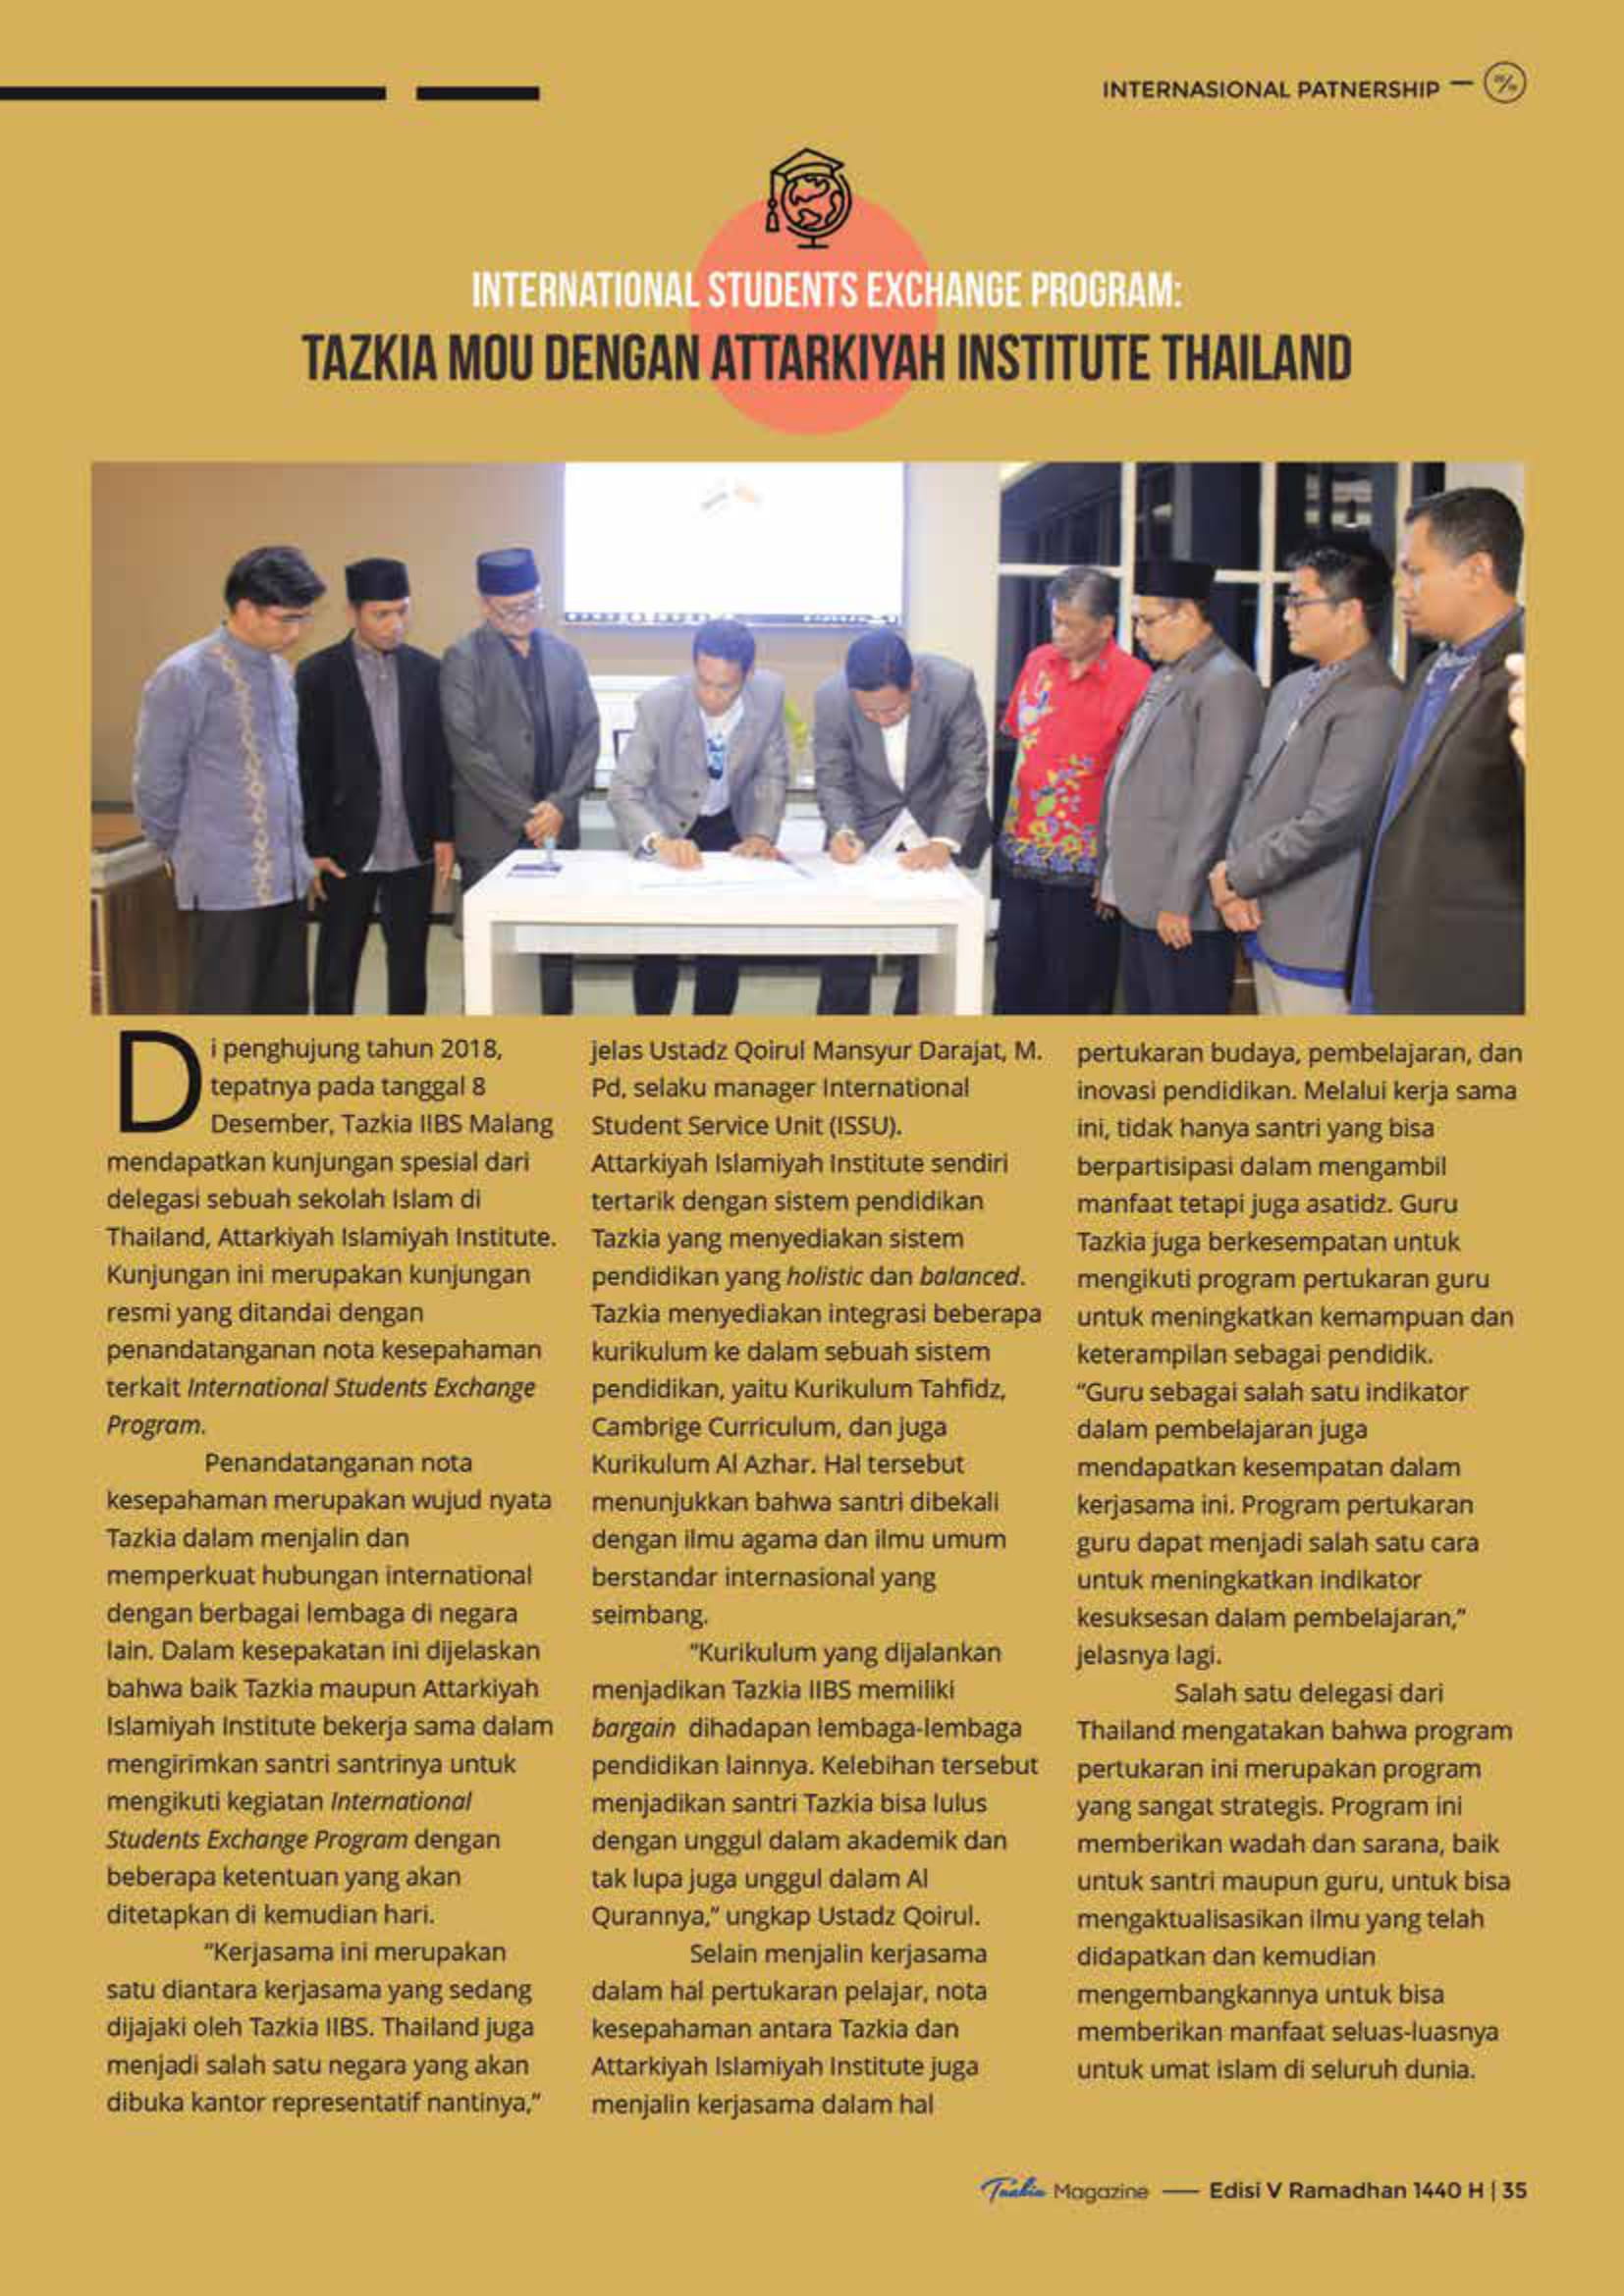 INTERNASIONAL PATNERSHIP
INTERNATIONAL STUDENTS EXCHANGE PROGRAM:
TAZKIA MOU DENGAN ATTARKIYAH INSTITUTE THAILAND
Di penghujung tahun 2018,
tepatnya pada tanggal 8
Desember, Tazkia IIBS Malang
mendapatkan kunjungan spesial dari
delegasi sebuah sekolah Islam di
Thailand, Attarkiyah Islamiyah Institute.
Kunjungan ini merupakan kunjungan
resmi yang ditandai dengan
penandatanganan nota kesepahaman
terkait International Students Exchange
Program.
Penandatanganan nota
kesepahaman merupakan wujud nyata
Tazkia dalam menjalin dan
memperkuat hubungan international
dengan berbagai lembaga di negara
lain. Dalam kesepakatan ini dijelaskan
bahwa baik Tazkia maupun Attarkiyah
Islamiyah Institute bekerja sama dalam
mengirimkan santri santrinya untuk
mengikuti kegiatan International
Students Exchange Program dengan
beberapa ketentuan yang akan
ditetapkan di kemudian hari.
“Kerjasama ini merupakan
satu diantara kerjasama yang sedang
dijajaki oleh Tazkia IIBS. Thailand juga
menjadi salah satu negara yang akan
dibuka kantor representatif nantinya,”
jelas Ustadz Qoirul Mansyur Darajat, M.
Pd, selaku manager International
Student Service Unit (ISSU).
Attarkiyah Islamiyah Institute sendiri
tertarik dengan sistem pendidikan
Tazkia yang menyediakan sistem
pendidikan yang holistic dan balanced.
Tazkia menyediakan integrasi beberapa
kurikulum ke dalam sebuah sistem
pendidikan, yaitu Kurikulum Tahfidz,
Cambrige Curriculum, dan juga
Kurikulum Al Azhar. Hal tersebut
menunjukkan bahwa santri dibekali
dengan ilmu agama dan ilmu umum
berstandar internasional yang
seimbang.
“Kurikulum yang dijalankan
menjadikan Tazkia IIBS memiliki
bargain dihadapan lembaga-lembaga
pendidikan lainnya. Kelebihan tersebut
menjadikan santri Tazkia bisa lulus
dengan unggul dalam akademik dan
tak lupa juga unggul dalam Al
Qurannya,” ungkap Ustadz Qoirul.
Selain menjalin kerjasama
dalam hal pertukaran pelajar, nota
kesepahaman antara Tazkia dan
Attarkiyah Islamiyah Institute juga
menjalin kerjasama dalam hal
pertukaran budaya, pembelajaran, dan
inovasi pendidikan. Melalui kerja sama
ini, tidak hanya santri yang bisa
berpartisipasi dalam mengambil
manfaat tetapi juga asatidz. Guru
Tazkia juga berkesempatan untuk
mengikuti program pertukaran guru
untuk meningkatkan kemampuan dan
keterampilan sebagai pendidik.
“Guru sebagai salah satu indikator
dalam pembelajaran juga
mendapatkan kesempatan dalam
kerjasama ini. Program pertukaran
guru dapat menjadi salah satu cara
untuk meningkatkan indikator
kesuksesan dalam pembelajaran,”
jelasnya lagi.
Salah satu delegasi dari
Thailand mengatakan bahwa program
pertukaran ini merupakan program
yang sangat strategis. Program ini
memberikan wadah dan sarana, baik
untuk santri maupun guru, untuk bisa
mengaktualisasikan ilmu yang telah
didapatkan dan kemudian
mengembangkannya untuk bisa
memberikan manfaat seluas-luasnya
untuk umat islam di seluruh dunia.
Tazkia Magazine — Edisi V Ramadhan 1440 H | 35